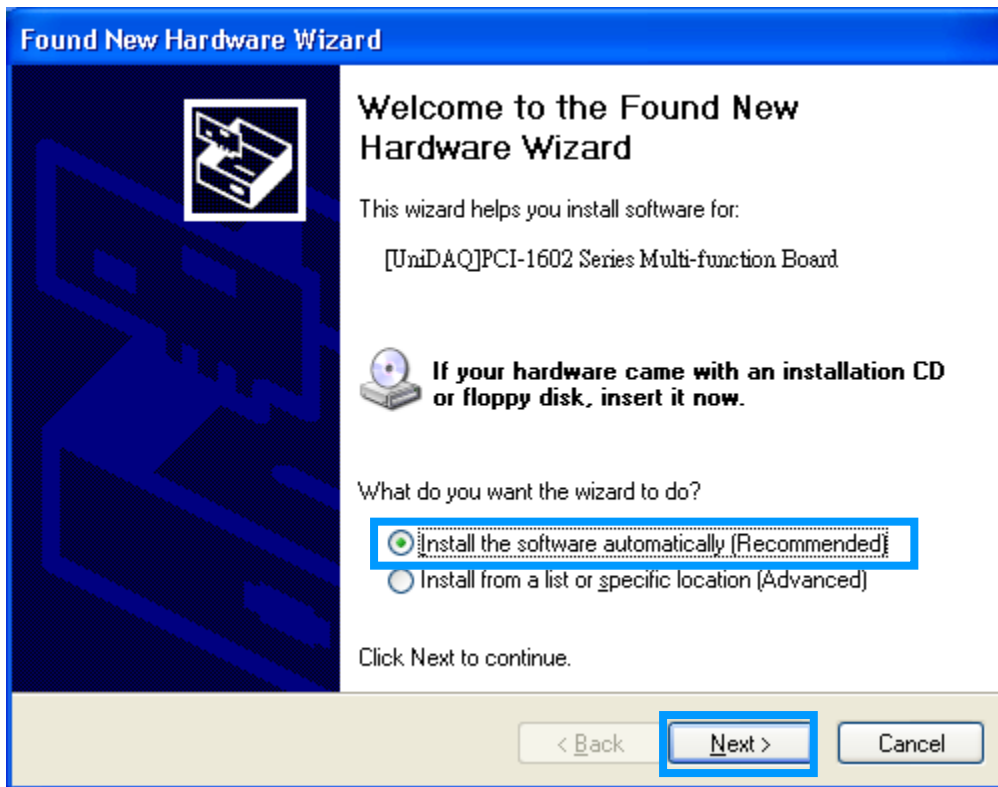 Found New Hardware Wizard
Welcome to the Found New
Hardware Wizard
This wizard helps you install software for:
[UniDAQ]PCI-1602 Series Multi-function Board
If your hardware came with an installation CD
or floppy disk, insert it now.
What do you want the wizard to do?
Install the software automatically (Recommended)
Install from a list or specific location (Advanced)
Click Next to continue.
< Back Next > Cancel